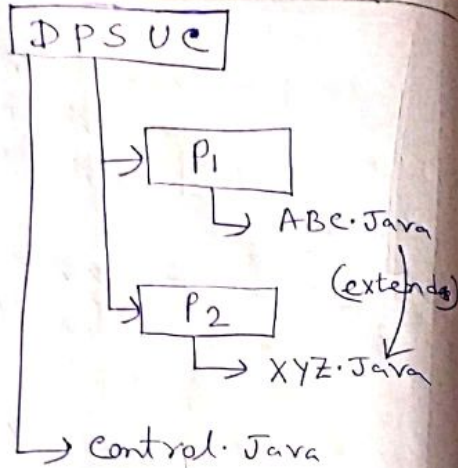 DPSUC
P1
ABC.Java
(extends)
P2
XYZ.Java
Control.Java